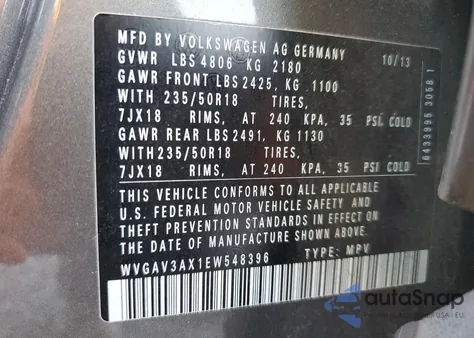 MFD BY VOLKSWAGEN AG GERMANY 10/13
GVWR LBS 4806 KG 2180
GAWR FRONT LBS 2425, KG 1100
WITH 235/50R18 TIRES,
7JX18 RIMS, AT 240 KPA, 35 PSI COLD
GAWR REAR LBS 2491, KG 1130
WITH 235/50R18 TIRES,
7JX18 RIMS, AT 240 KPA, 35 PSI COLD
THIS VEHICLE CONFORMS TO ALL APPLICABLE
U.S. FEDERAL MOTOR VEHICLE SAFETY AND
THEFT PREVENTION STANDARDS IN EFFECT ON
THE DATE OF MANUFACTURE SHOWN ABOVE.
WVGAV3AX1EW548396 TYPE: MPV
6433995 3058 1
autoSnap